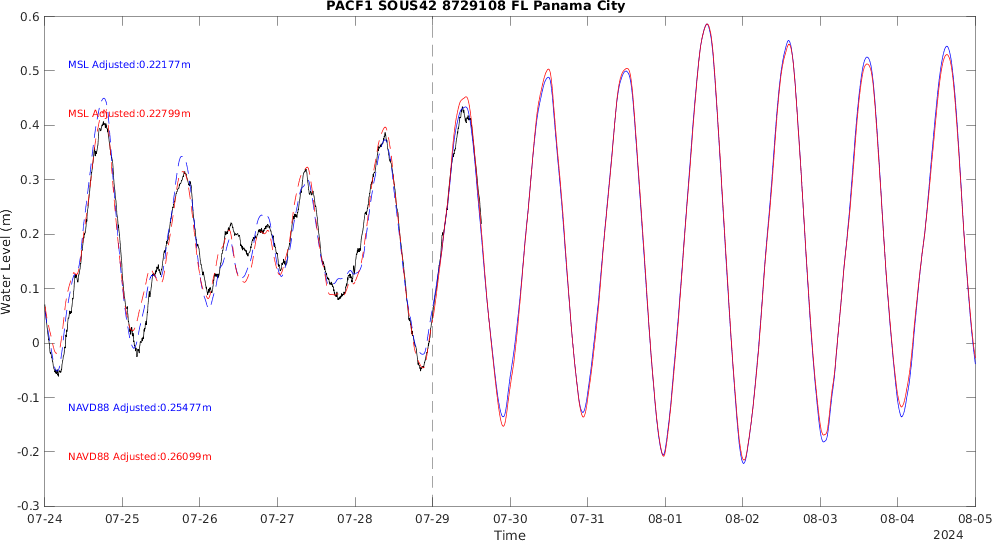 PACF1 SOUS42 8729108 FL Panama City
0.6
0.5
0.4
0.3
0.2
0.1
0
-0.1
-0.2
-0.3
Water Level (m)
MSL Adjusted:0.22177m
MSL Adjusted:0.22799m
NAVD88 Adjusted:0.25477m
NAVD88 Adjusted:0.26099m
07-24 07-25 07-26 07-27 07-28 07-29 07-30 07-31 08-01 08-02 08-03 08-04 08-05
Time
2024